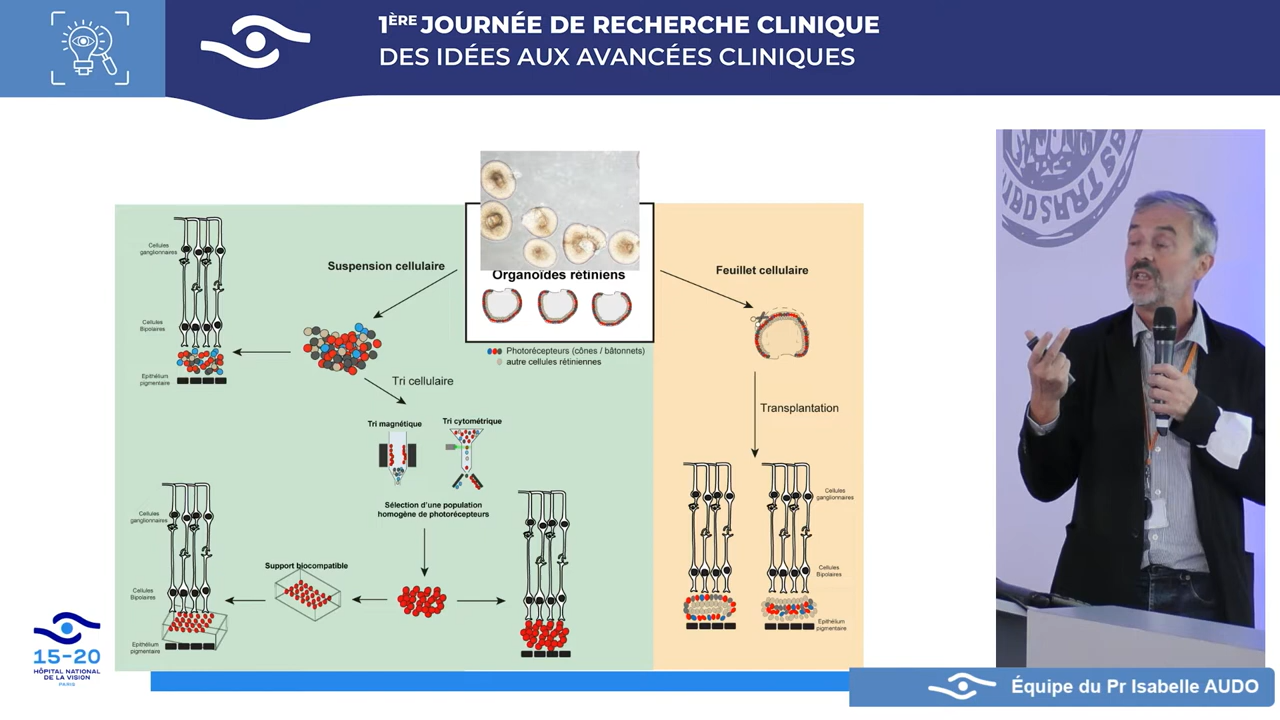 1ÈRE JOURNÉE DE RECHERCHE CLINIQUE
DES IDÉES AUX AVANCÉES CLINIQUES
Organoïdes rétiniens
Photorécepteurs (cônes / bâtonnets)
autre cellules rétiniennes
Suspension cellulaire
Cellules
ganglionnaires
Cellules
Bipolaires
Epithélium
pigmentaire
Tri cellulaire
Tri magnétique
Tri cytométrique
Sélection d'une population
homogène de photorécepteurs
Support biocompatible
Cellules
ganglionnaires
Cellules
Bipolaires
Epithélium
pigmentaire
Feuillet cellulaire
Transplantation
Cellules
ganglionnaires
Cellules
Bipolaires
Epithélium
pigmentaire
15-20
HÔPITAL NATIONAL
DE LA VISION
PARIS
Équipe du Pr Isabelle AUDO